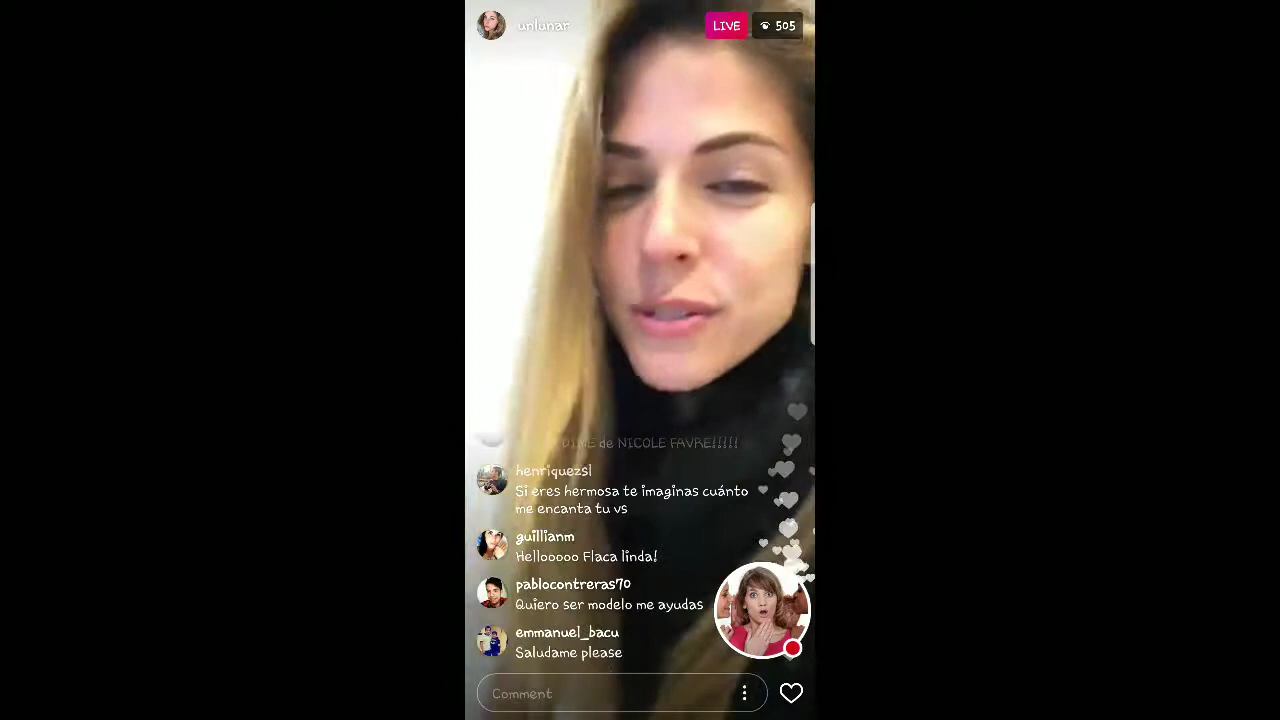 unlunar
LIVE
505
DIME de NICOLE FAVRE!!!!!
henriquezsl
Si eres hermosa te imaginas cuánto
me encanta tu vs
guillianm
Hellooooo Flaca linda!
pablocontreras70
Quiero ser modelo me ayudas
emmanuel_bacu
Saludame please
Comment